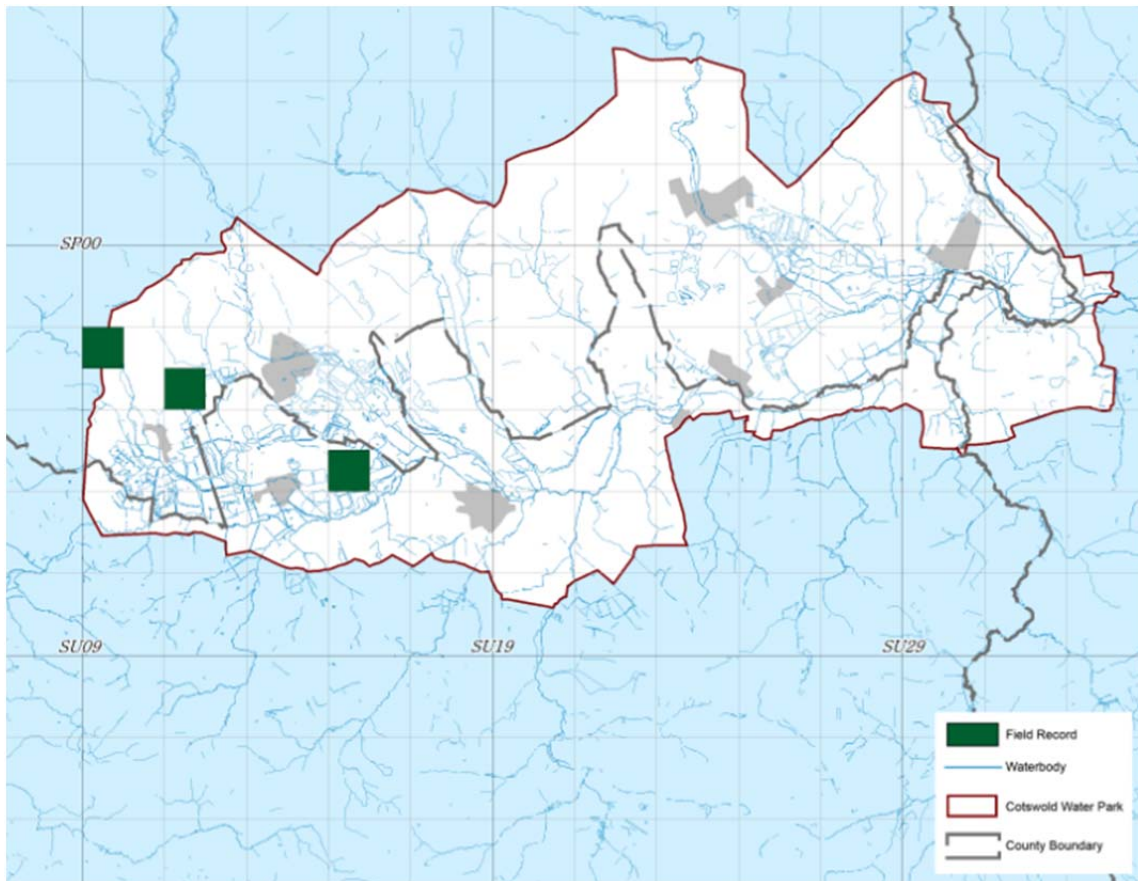 SP00
SU09
SU19
SU29
Field Record
Waterbody
Cotswold Water Park
County Boundary